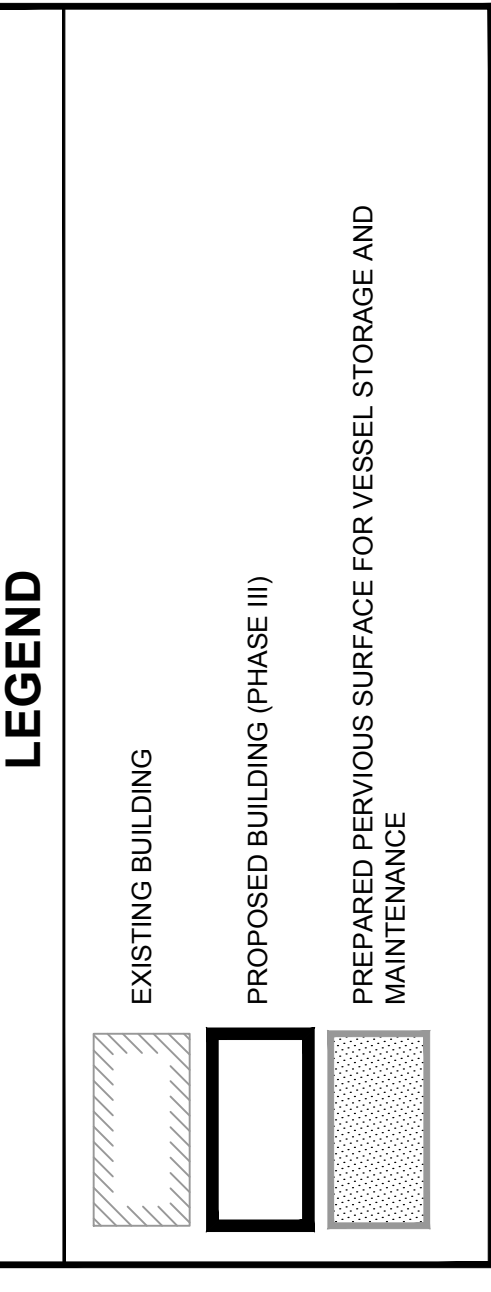 LEGEND
EXISTING BUILDING
PROPOSED BUILDING (PHASE III)
PREPARED PERVIOUS SURFACE FOR VESSEL STORAGE AND
MAINTENANCE